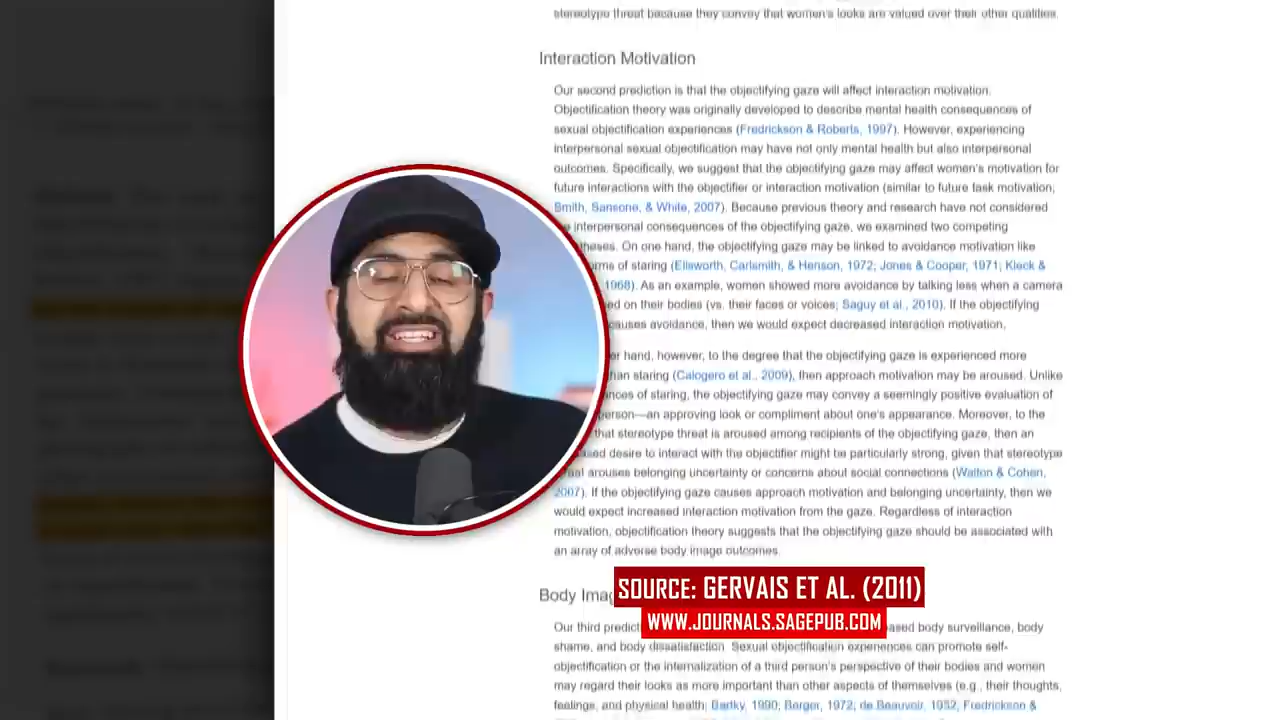 stereotype threat because they convey that women's looks are valued over their other qualities.
Interaction Motivation
Our second prediction is that the objectifying gaze will affect interaction motivation.
Objectification theory was originally developed to describe mental health consequences of
sexual objectification experiences (Fredrickson & Roberts, 1997). However, experiencing
interpersonal sexual objectification may have not only mental health but also interpersonal
outcomes. Specifically, we suggest that the objectifying gaze may affect women's motivation for
future interactions with the objectifier or interaction motivation (similar to future task motivation;
Smith, Sansone, & White, 2007). Because previous theory and research have not considered
interpersonal consequences of the objectifying gaze, we examined two competing
theses. On one hand, the objectifying gaze may be linked to avoidance motivation like
rms of staring (Ellsworth, Carlsmith, & Henson, 1972; Jones & Cooper, 1971; Kleck &
1968). As an example, women showed more avoidance by talking less when a camera
ed on their bodies (vs. their faces or voices; Saguy et al., 2010). If the objectifying
auses avoidance, then we would expect decreased interaction motivation.
er hand, however, to the degree that the objectifying gaze is experienced more
han staring (Calogero et al., 2009), then approach motivation may be aroused. Unlike
nces of staring, the objectifying gaze may convey a seemingly positive evaluation of
person—an approving look or compliment about one's appearance. Moreover, to the
that stereotype threat is aroused among recipients of the objectifying gaze, then an
sed desire to interact with the objectifier might be particularly strong, given that stereotype
at arouses belonging uncertainty or concerns about social connections (Walton & Cohen,
2007). If the objectifying gaze causes approach motivation and belonging uncertainty, then we
would expect increased interaction motivation from the gaze. Regardless of interaction
motivation, objectification theory suggests that the objectifying gaze should be associated with
an array of adverse body image outcomes.
Body Imag
SOURCE: GERVAIS ET AL. (2011)
WWW.JOURNALS.SAGEPUB.COM
Our third predict ased body surveillance, body
shame, and body dissatisfaction. Sexual objectification experiences can promote self-
objectification or the internalization of a third person's perspective of their bodies and women
may regard their looks as more important than other aspects of themselves (e.g., their thoughts,
feelings, and physical health; Bartky, 1990; Berger, 1972; de Beauvoir, 1952; Fredrickson &